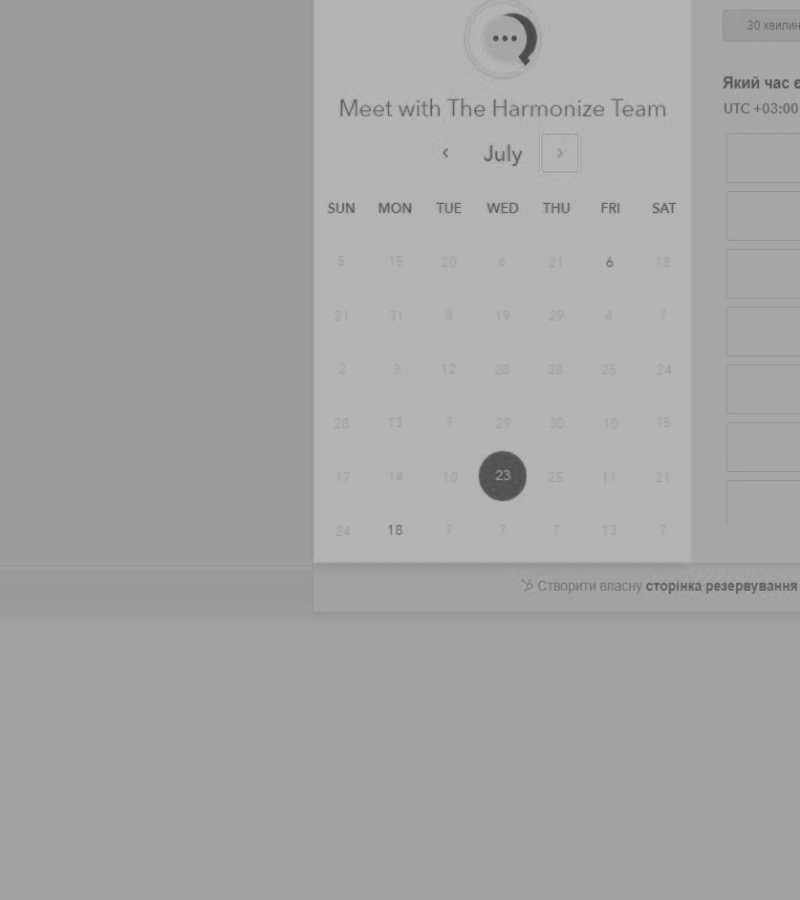 30 хвилин
Meet with The Harmonize Team
Який час є
UTC +03:00
July
SUN MON TUE WED THU FRI SAT
5 15 20 6 21 6 18
21 31 8 19 29 4 7
2 12 28 28 25 24
28 13 7 29 30 10 15
17 14 10 23 25 11 21
24 18 7 7 7 13 7
Створити власну сторінка резервування